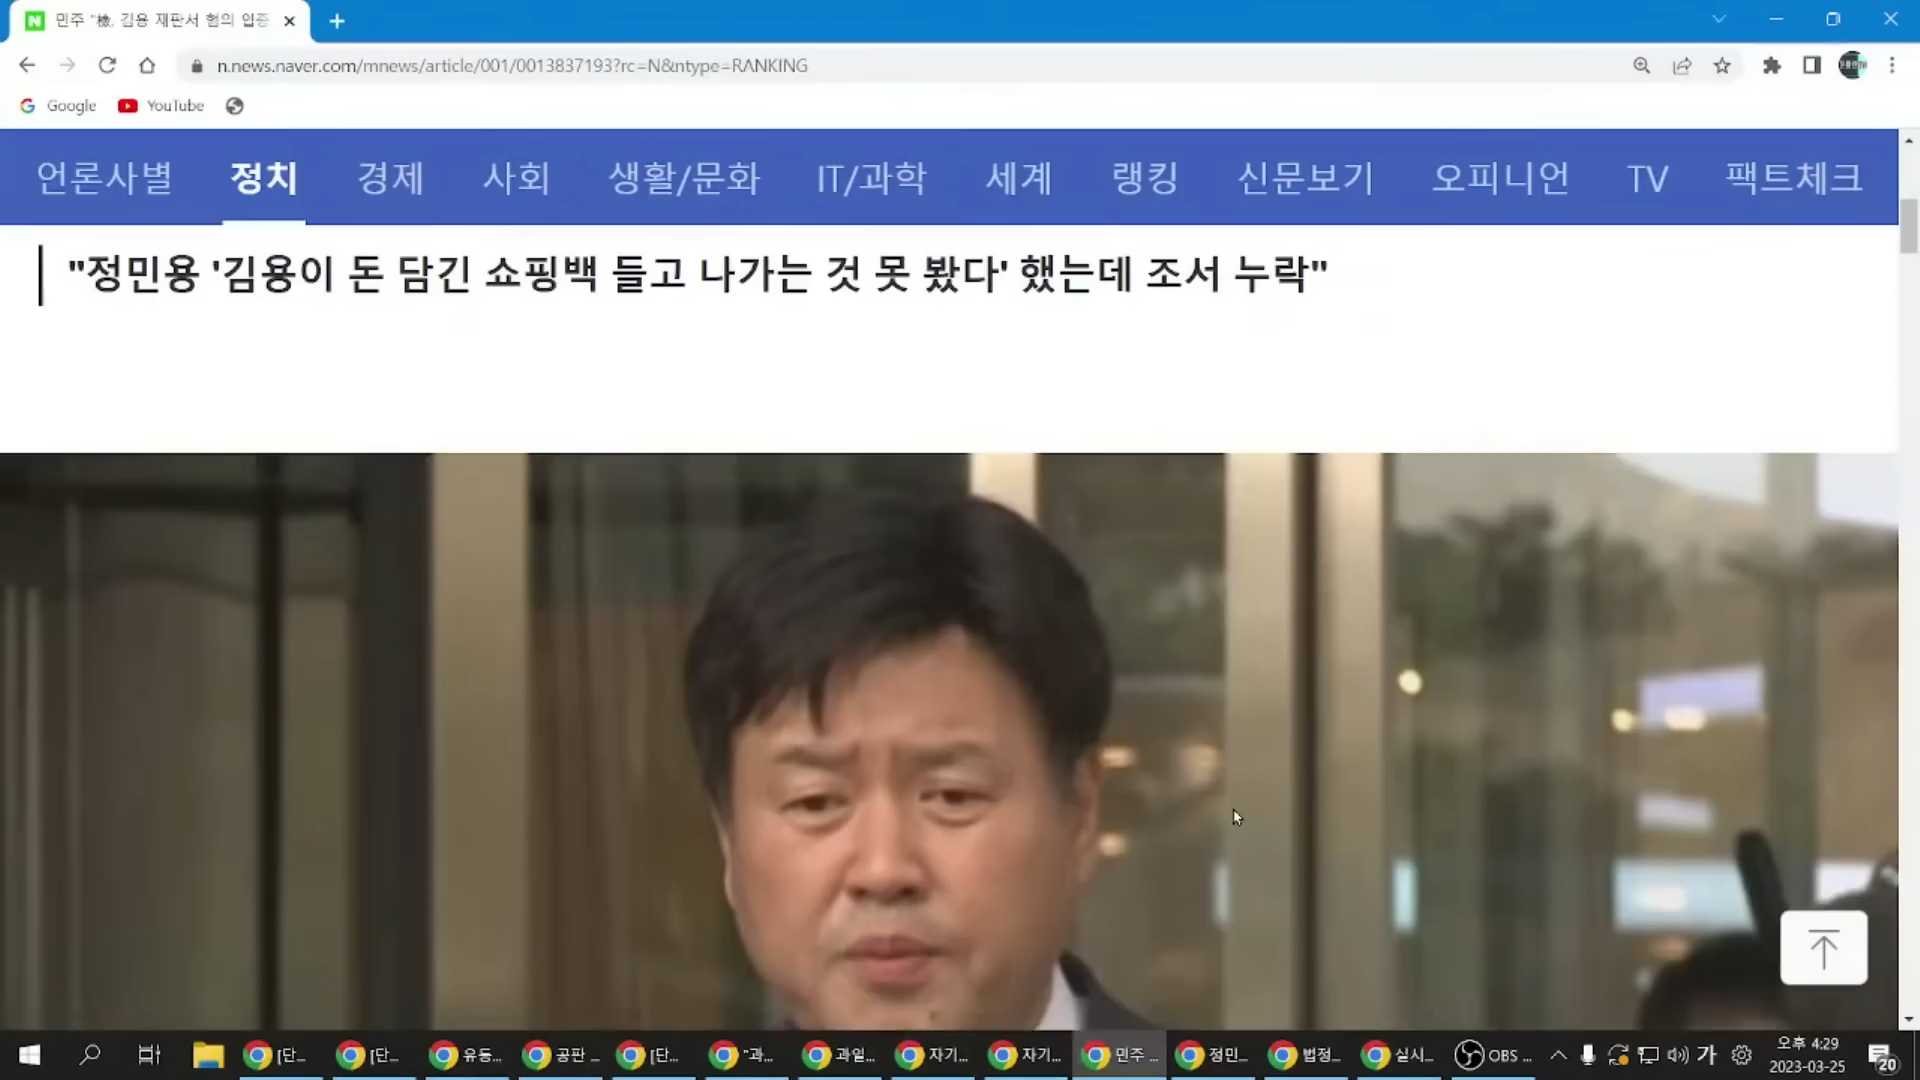 민주 "檢, 김용 재판서 혐의 입증
n.news.naver.com/mnews/article/001/0013837193?rc=N&ntype=RANKING
Google YouTube
언론사별 정치 경제 사회 생활/문화 IT/과학 세계 랭킹 신문보기 오피니언 TV 팩트체크
"정민용 '김용이 돈 담긴 쇼핑백 들고 나가는 것 못 봤다' 했는데 조서 누락"
[단... [단... 유동... 공판 ... [단... "과... 과일... 자기... 자기... 민주 ... 정민... 법정... 실시... OBS ... 가 오후 4:29
2023-03-25 20